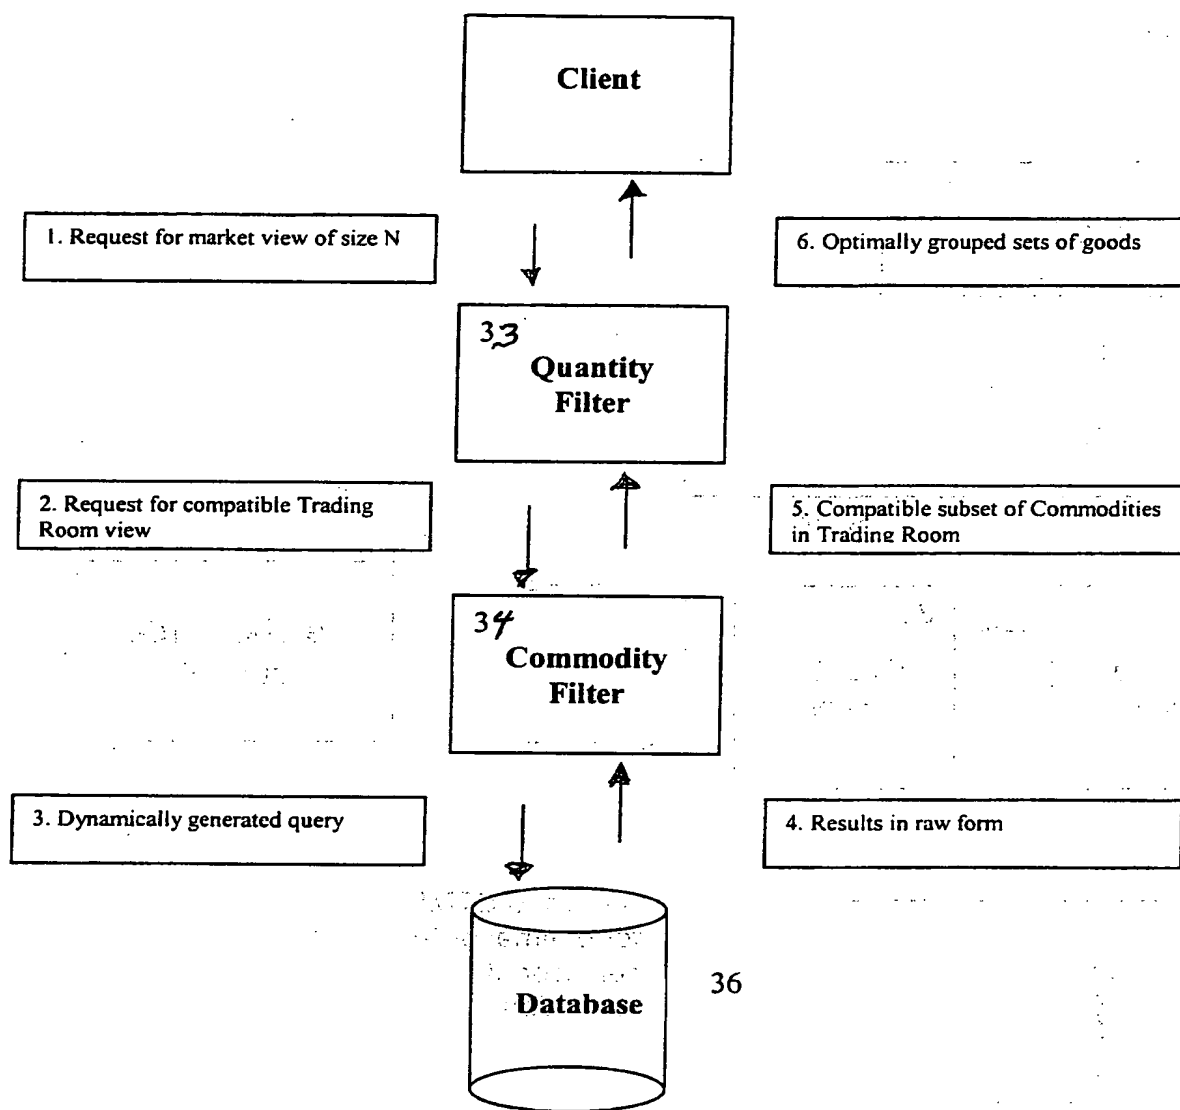 Client
1. Request for market view of size N
6. Optimally grouped sets of goods
33
Quantity
Filter
2. Request for compatible Trading
Room view
5. Compatible subset of Commodities
in Trading Room
34
Commodity
Filter
3. Dynamically generated query
4. Results in raw form
Database
36